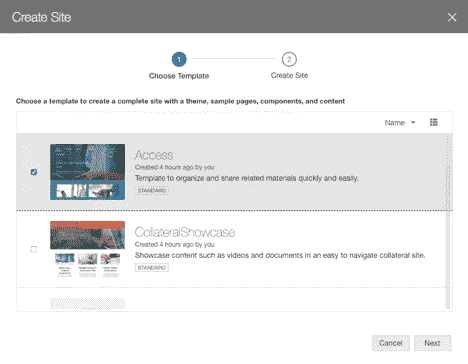 Create Site
1
2
Choose Template
Create Site
Choose a template to create a complete site with a theme, sample pages, components, and content
Name
Access
Created 4 hours ago by you
Template to organize and share related materials quickly and easily.
STANDARD
CollateralShowcase
Created 4 hours ago by you
Showcase content such as videos and documents in an easy to navigate collateral site.
STANDARD
Cancel
Next